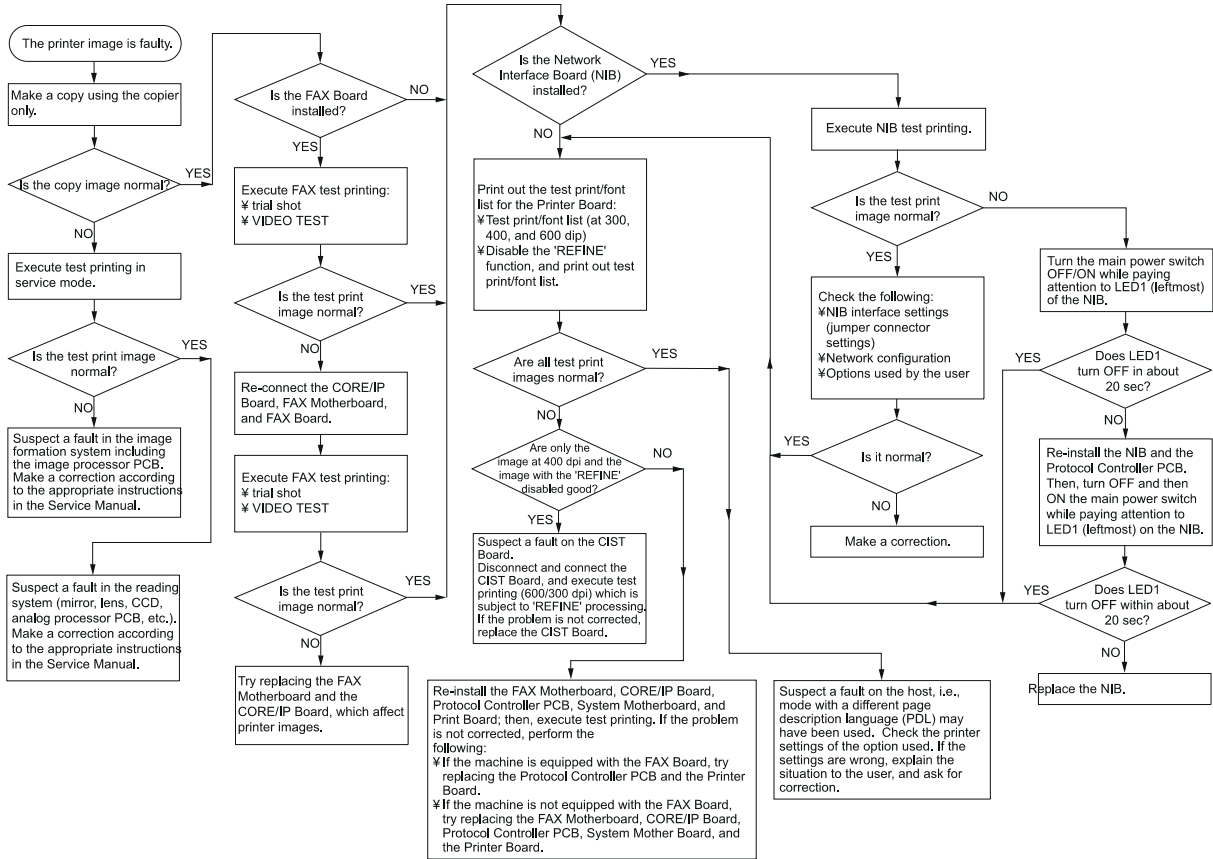 The printer image is faulty.
Make a copy using the copier
only.
Is the copy image normal?
YES
NO
Execute test printing in
service mode.
Is the test print image
normal?
YES
NO
Suspect a fault in the image
formation system including
the image processor PCB.
Make a correction according
to the appropriate instructions
in the Service Manual.
Suspect a fault in the reading
system (mirror, lens, CCD,
analog processor PCB, etc.).
Make a correction according
to the appropriate instructions
in the Service Manual.
Is the FAX Board
installed?
NO
YES
Execute FAX test printing:
¥ trial shot
¥ VIDEO TEST
Is the test print
image normal?
YES
NO
Re-connect the CORE/IP
Board, FAX Motherboard,
and FAX Board.
Execute FAX test printing:
¥ trial shot
¥ VIDEO TEST
Is the test print
image normal?
YES
NO
Try replacing the FAX
Motherboard and the
CORE/IP Board, which affect
printer images.
Is the Network
Interface Board (NIB)
installed?
YES
NO
Print out the test print/font
list for the Printer Board:
¥Test print/font list (at 300,
400, and 600 dip)
¥Disable the 'REFINE'
function, and print out test
print/font list.
Are all test print
images normal?
YES
NO
Are only the
image at 400 dpi and the
image with the 'REFINE'
disabled good?
NO
YES
Suspect a fault on the CIST
Board.
Disconnect and connect the
CIST Board, and execute test
printing (600/300 dpi) which is
subject to 'REFINE' processing.
If the problem is not corrected,
replace the CIST Board.
Re-install the FAX Motherboard, CORE/IP Board,
Protocol Controller PCB, System Motherboard, and
Print Board; then, execute test printing. If the problem
is not corrected, perform the
following:
¥If the machine is equipped with the FAX Board, try
replacing the Protocol Controller PCB and the Printer
Board.
¥If the machine is not equipped with the FAX Board,
try replacing the FAX Motherboard, CORE/IP Board,
Protocol Controller PCB, System Mother Board, and
the Printer Board.
Suspect a fault on the host, i.e.,
mode with a different page
description language (PDL) may
have been used. Check the printer
settings of the option used. If the
settings are wrong, explain the
situation to the user, and ask for
correction.
Execute NIB test printing.
Is the test print
image normal?
NO
YES
Check the following:
¥NIB interface settings
(jumper connector
settings)
¥Network configuration
¥Options used by the user
Is it normal?
YES
NO
Make a correction.
Turn the main power switch
OFF/ON while paying
attention to LED1 (leftmost)
of the NIB.
Does LED1
turn OFF in about
20 sec?
YES
NO
Re-install the NIB and the
Protocol Controller PCB.
Then, turn OFF and then
ON the main power switch
while paying attention to
LED1 (leftmost) on the NIB.
Does LED1
turn OFF within about
20 sec?
YES
NO
Replace the NIB.